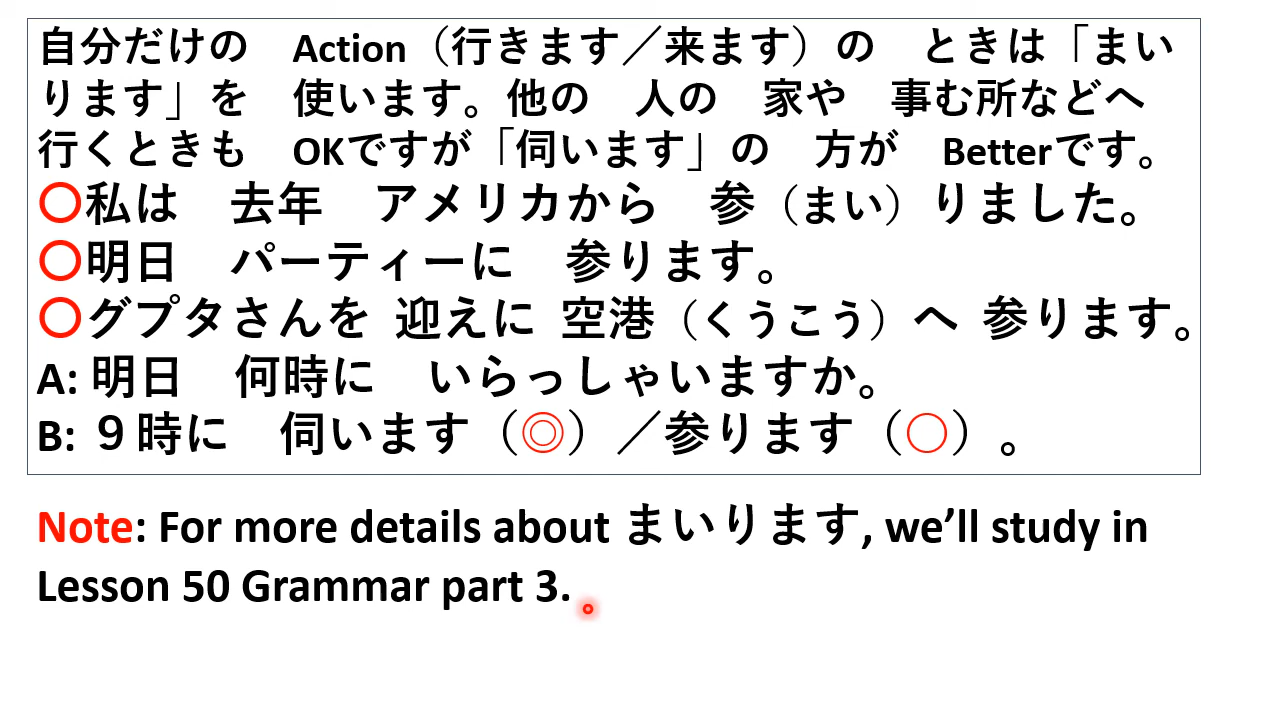 自分だけの　Action（行きます／来ます）の　ときは「まい
ります」を　使います。他の　人の　家や　事む所などへ
行くときも　OKですが「伺います」の　方が　Betterです。
〇私は　去年　アメリカから　参（まい）りました。
〇明日　パーティーに　参ります。
〇グプタさんを 迎えに 空港（くうこう）へ 参ります。
A: 明日　何時に　いらっしゃいますか。
B: ９時に　伺います（◎）／参ります（〇）。
Note: For more details about まいります, we’ll study in
Lesson 50 Grammar part 3.